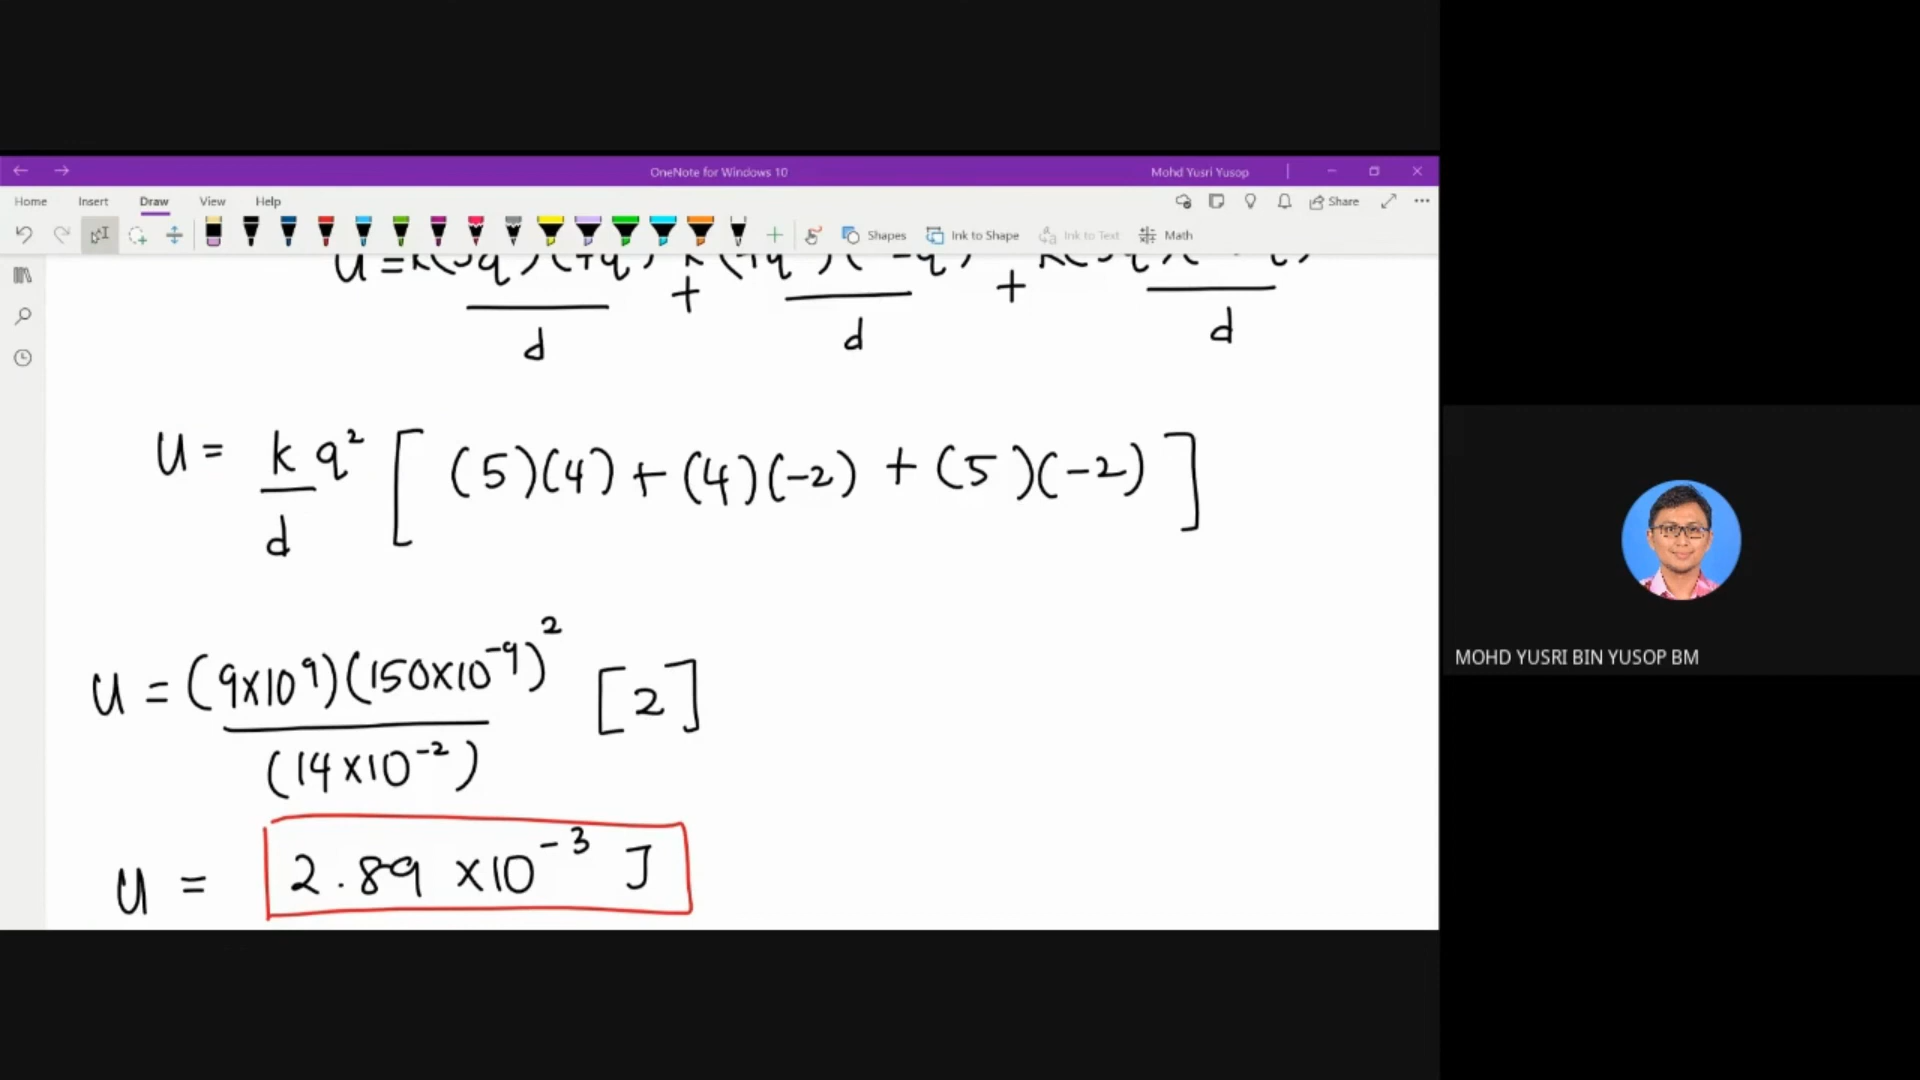 OneNote for Windows 10
Mohd Yusri Yusop
Home Insert Draw View Help
Share
Shapes Ink to Shape Ink to Text Math
U =
+ +
d d d
U = k q² [ (5)(4) + (4)(-2) + (5)(-2) ]
d
U = (9x10⁹)(150x10⁻⁹)² [2]
(14x10⁻²)
U = 2.89 x10⁻³ J
MOHD YUSRI BIN YUSOP BM